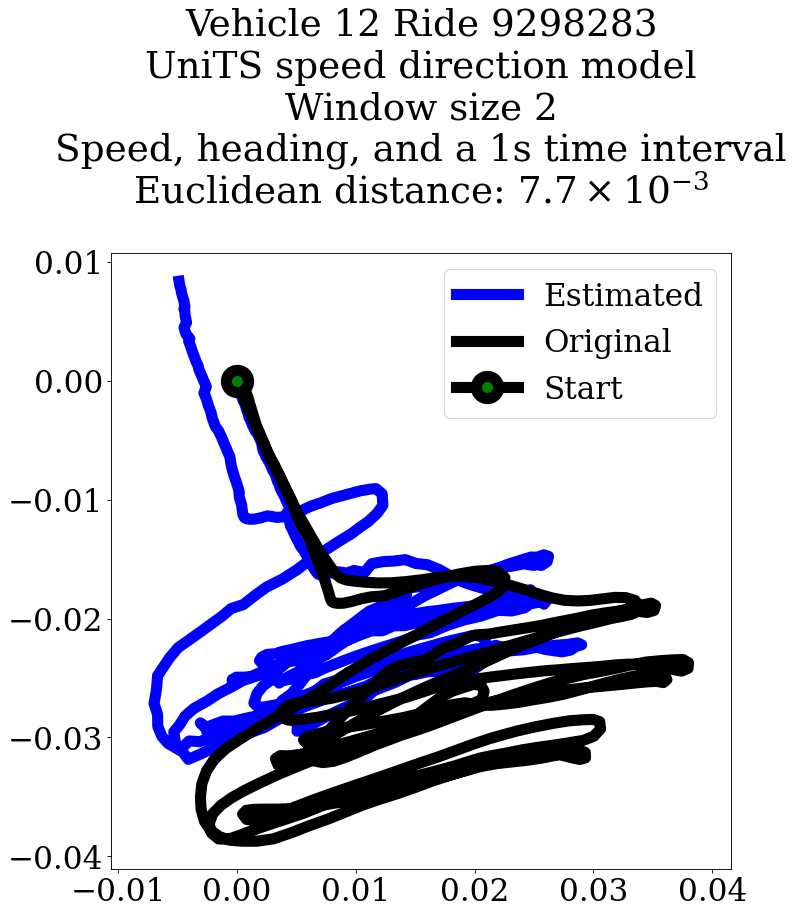 Vehicle 12 Ride 9298283
UniTS speed direction model
Window size 2
Speed, heading, and a 1s time interval
Euclidean distance: 7.7 × 10⁻³
Estimated
Original
Start
0.01
0.00
−0.01
−0.02
−0.03
−0.04
−0.01 0.00 0.01 0.02 0.03 0.04